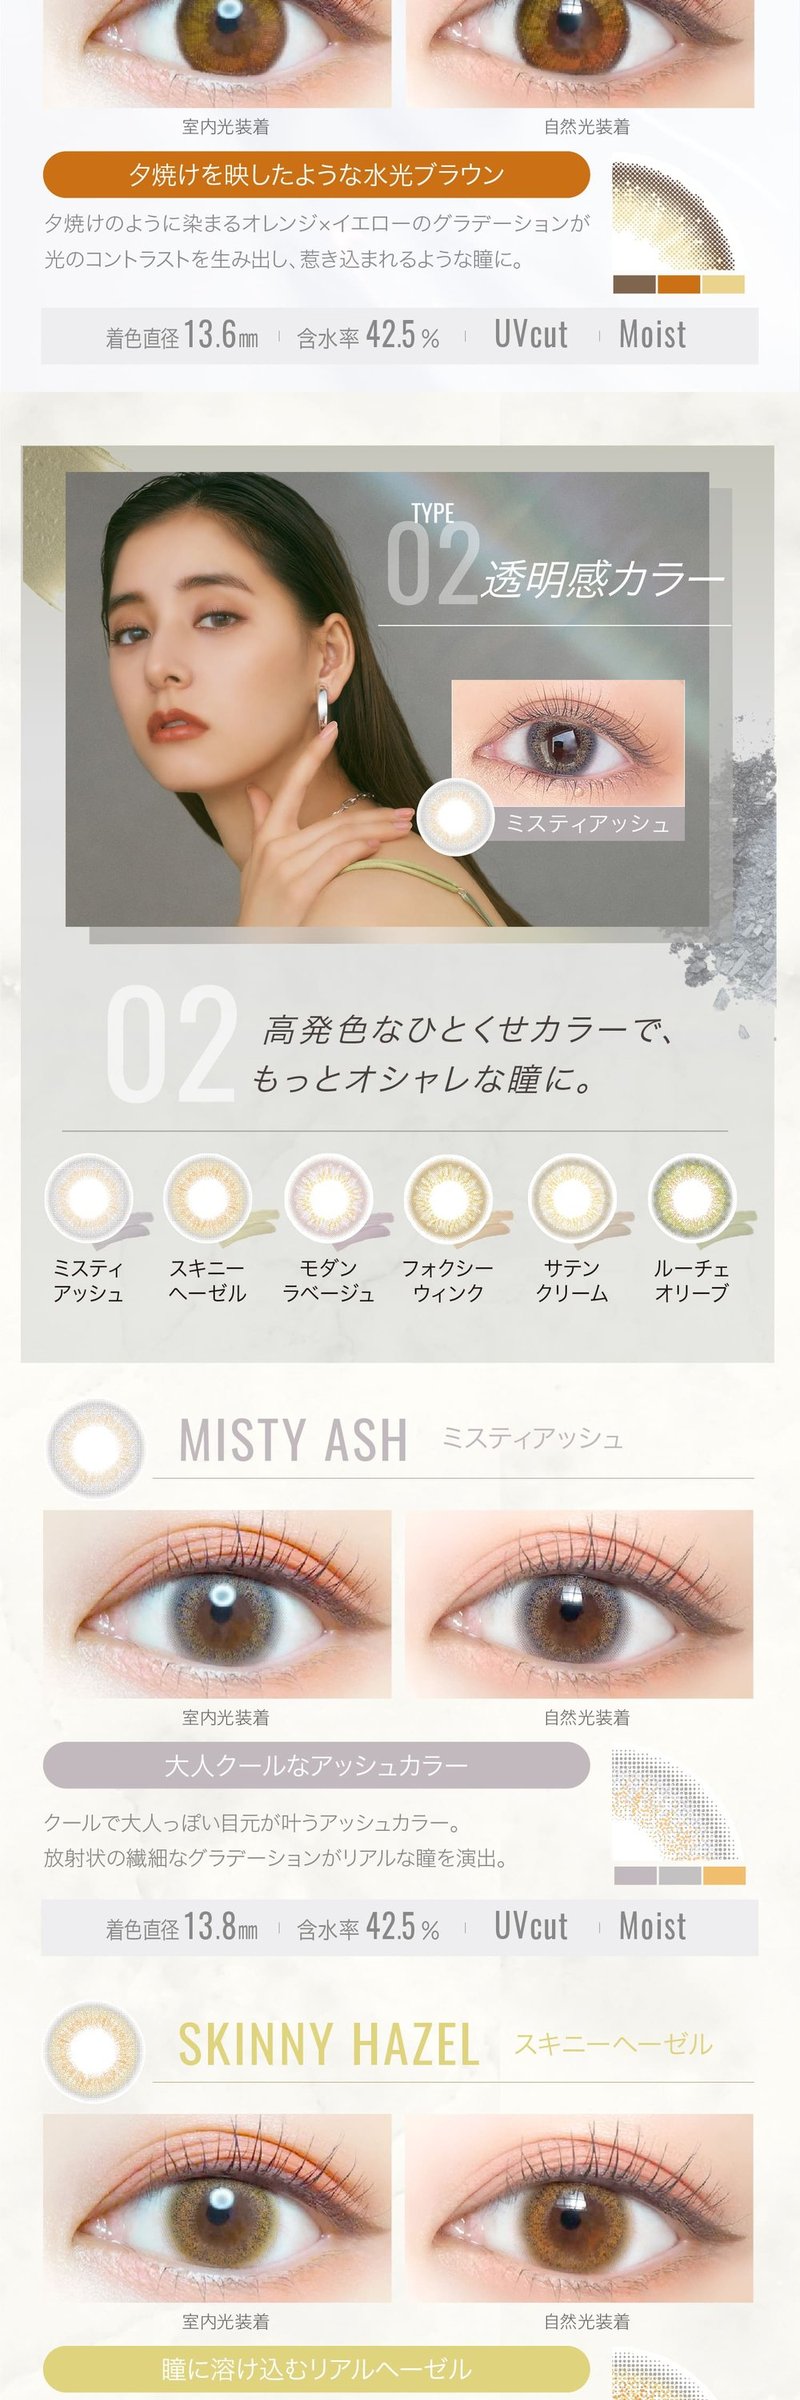 室内光装着
自然光装着
夕焼けを映したような水光ブラウン
夕焼けのように染まるオレンジ×イエローのグラデーションが
光のコントラストを生み出し、惹き込まれるような瞳に。
着色直径 13.6mm 含水率 42.5% UVcut Moist
TYPE
02 透明感カラー
ミスティアッシュ
02
高発色なひとくせカラーで、
もっとオシャレな瞳に。
ミスティ
アッシュ
スキニー
ヘーゼル
モダン
ラベージュ
フォクシー
ウィンク
サテン
クリーム
ルーチェ
オリーブ
MISTY ASH ミスティアッシュ
室内光装着
自然光装着
大人クールなアッシュカラー
クールで大人っぽい目元が叶うアッシュカラー。
放射状の繊細なグラデーションがリアルな瞳を演出。
着色直径 13.8mm 含水率 42.5% UVcut Moist
SKINNY HAZEL スキニーヘーゼル
室内光装着
自然光装着
瞳に溶け込むリアルヘーゼル